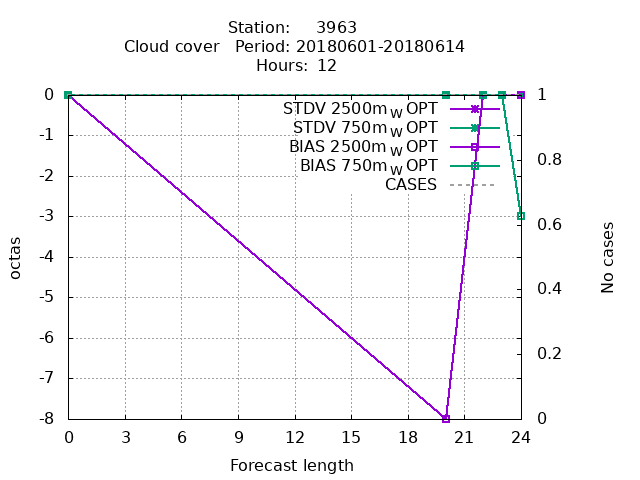 Station: 3963
Cloud cover Period: 20180601-20180614
Hours: 12
STDV 2500m W OPT
STDV 750m W OPT
BIAS 2500m W OPT
BIAS 750m W OPT
CASES
0
-1
-2
-3
-4
-5
-6
-7
-8
octas
1
0.8
0.6
0.4
0.2
0
No cases
0 3 6 9 12 15 18 21 24
Forecast length